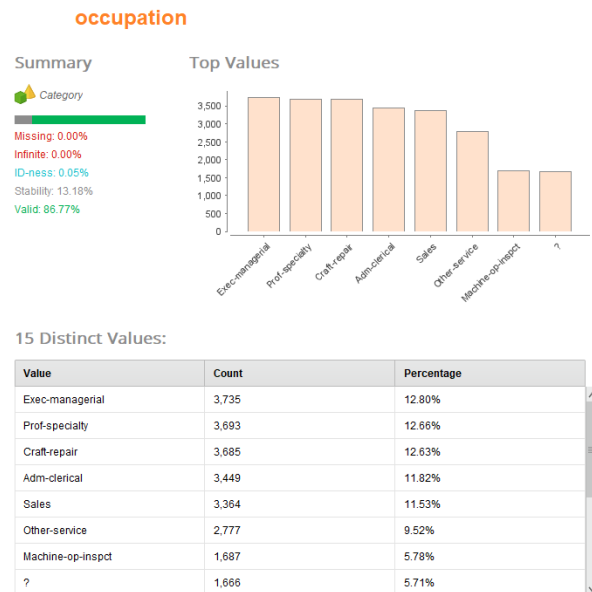 occupation
Summary
Top Values
Category
Missing: 0.00%
Infinite: 0.00%
ID-ness: 0.05%
Stability: 13.18%
Valid: 86.77%
3,500
3,000
2,500
2,000
1,500
1,000
500
0
Exec-managerial
Prof-specialty
Craft-repair
Adm-clerical
Sales
Other-service
Machine-op-inspct
?
15 Distinct Values:
Value Count Percentage
Exec-managerial 3,735 12.80%
Prof-specialty 3,693 12.66%
Craft-repair 3,685 12.63%
Adm-clerical 3,449 11.82%
Sales 3,364 11.53%
Other-service 2,777 9.52%
Machine-op-inspct 1,687 5.78%
? 1,666 5.71%